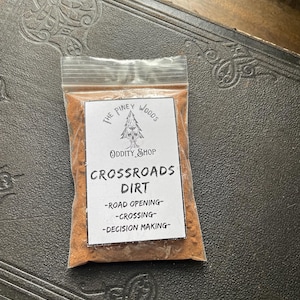 The Piney Woods
Oddity Shop
CROSSROADS
DIRT
-ROAD OPENING-
-CROSSING-
-DECISION MAKING-